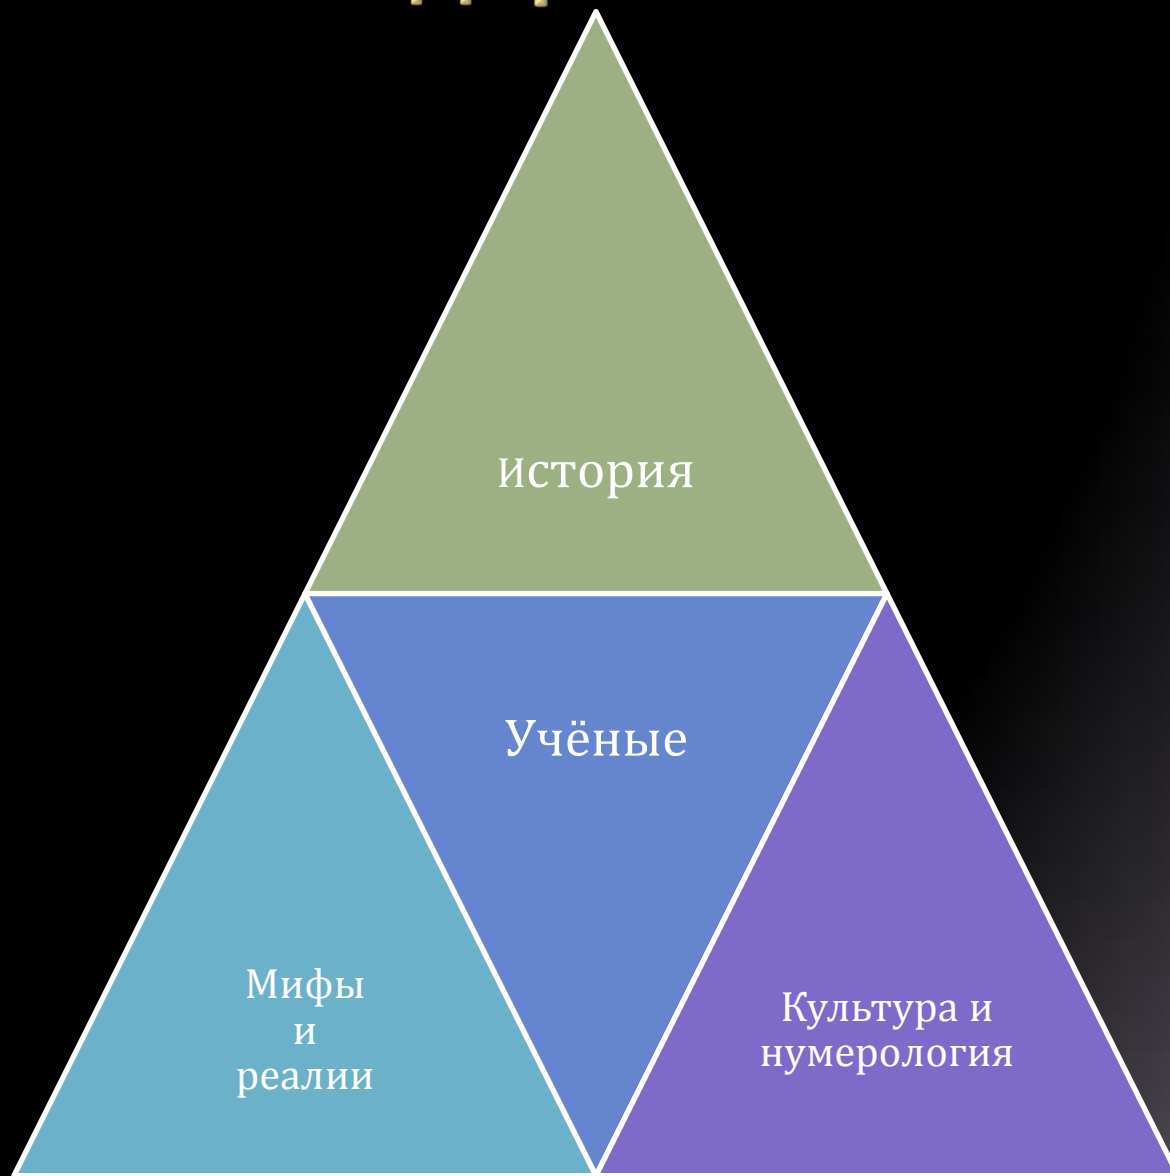 История
Учёные
Мифы
и
реалии
Культура и
нумерология